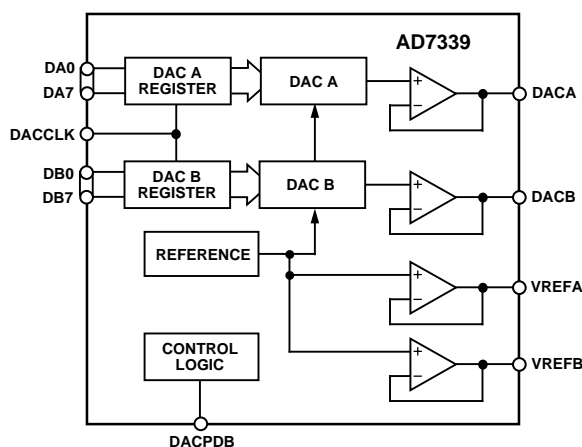 AD7339
DA0
DA7
DAC A
REGISTER
DAC A
+
−
DACA
DACCLK
DB0
DB7
DAC B
REGISTER
DAC B
+
−
DACB
REFERENCE
+
−
VREFA
CONTROL
LOGIC
+
−
VREFB
DACPDB